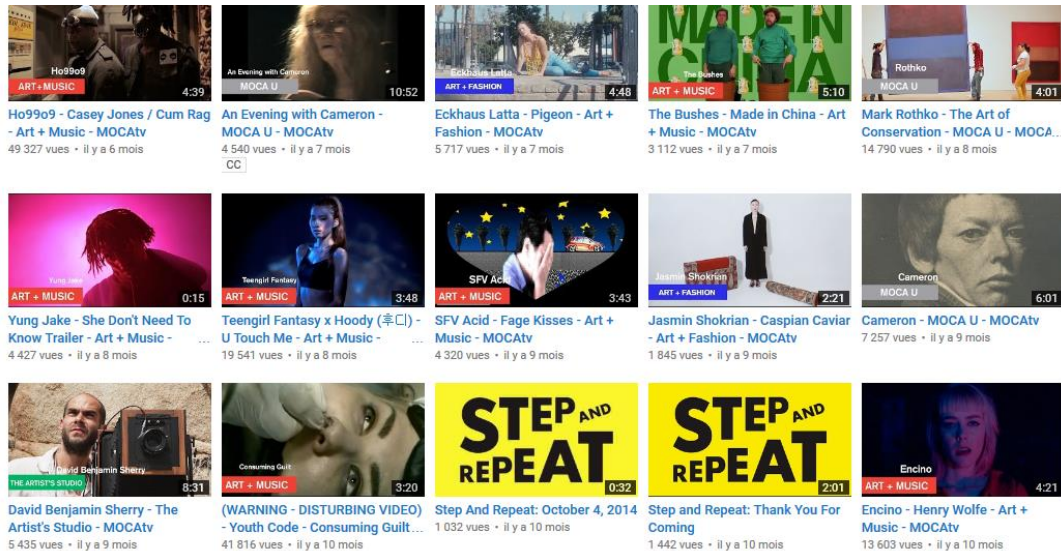 Ho99o9
ART+MUSIC
4:39
Ho99o9 - Casey Jones / Cum Rag
- Art + Music - MOCAtv
49 327 vues • il y a 6 mois
An Evening with Cameron
MOCA U
10:52
An Evening with Cameron -
MOCA U - MOCAtv
4 540 vues • il y a 7 mois
CC
Eckhaus Latta
ART + FASHION
4:48
Eckhaus Latta - Pigeon - Art +
Fashion - MOCAtv
5 717 vues • il y a 7 mois
MADE IN
CHINA
The Bushes
ART + MUSIC
5:10
The Bushes - Made in China - Art
+ Music - MOCAtv
3 112 vues • il y a 7 mois
Rothko
MOCA U
4:01
Mark Rothko - The Art of
Conservation - MOCA U - MOCA...
14 790 vues • il y a 8 mois
Yung Jake
ART + MUSIC
0:15
Yung Jake - She Don't Need To
Know Trailer - Art + Music - ...
4 427 vues • il y a 8 mois
Teengirl Fantasy
ART + MUSIC
3:48
Teengirl Fantasy x Hoody (후디) -
U Touch Me - Art + Music - ...
19 541 vues • il y a 8 mois
SFV Acid
ART + MUSIC
3:43
SFV Acid - Fage Kisses - Art +
Music - MOCAtv
4 320 vues • il y a 9 mois
Jasmin Shokrian
ART + FASHION
2:21
Jasmin Shokrian - Caspian Caviar
- Art + Fashion - MOCAtv
1 845 vues • il y a 9 mois
Cameron
MOCA U
6:01
Cameron - MOCA U - MOCAtv
7 257 vues • il y a 9 mois
David Benjamin Sherry
THE ARTIST'S STUDIO
8:31
David Benjamin Sherry - The
Artist's Studio - MOCAtv
5 435 vues • il y a 9 mois
Consuming Guilt
ART + MUSIC
3:20
(WARNING - DISTURBING VIDEO)
- Youth Code - Consuming Guilt...
41 816 vues • il y a 10 mois
STEP AND
REPEAT
0:32
Step And Repeat: October 4, 2014
1 032 vues • il y a 10 mois
STEP AND
REPEAT
2:01
Step and Repeat: Thank You For
Coming
1 442 vues • il y a 10 mois
Encino
ART + MUSIC
4:21
Encino - Henry Wolfe - Art +
Music - MOCAtv
13 603 vues • il y a 10 mois